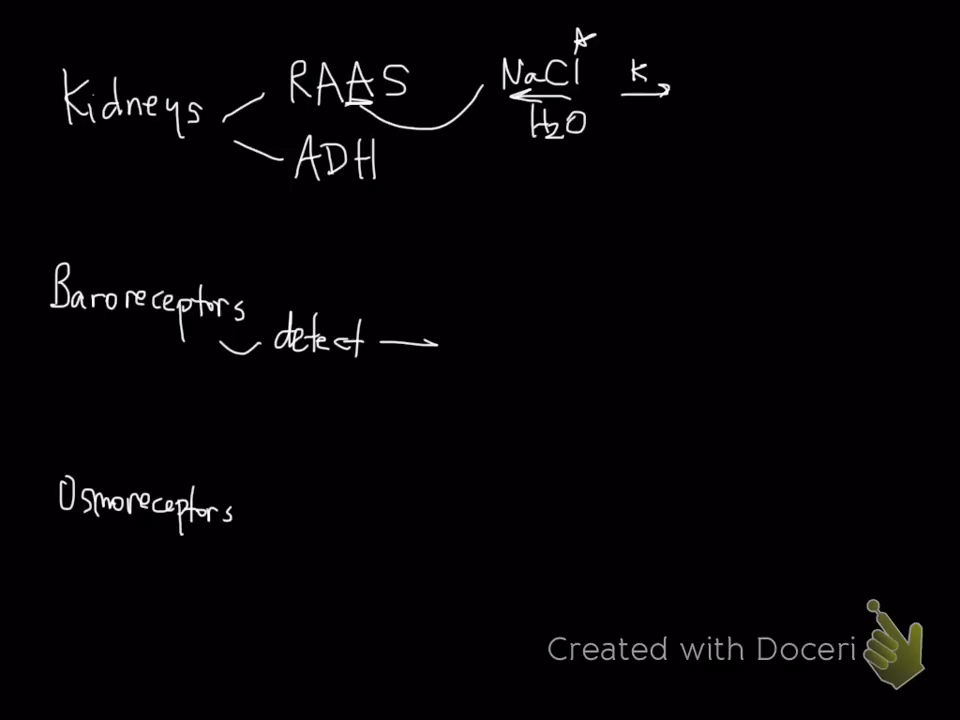 Kidneys < RAAS NaCl K
H2O
ADH
Baroreceptors
detect →
Osmoreceptors
Created with Doceri